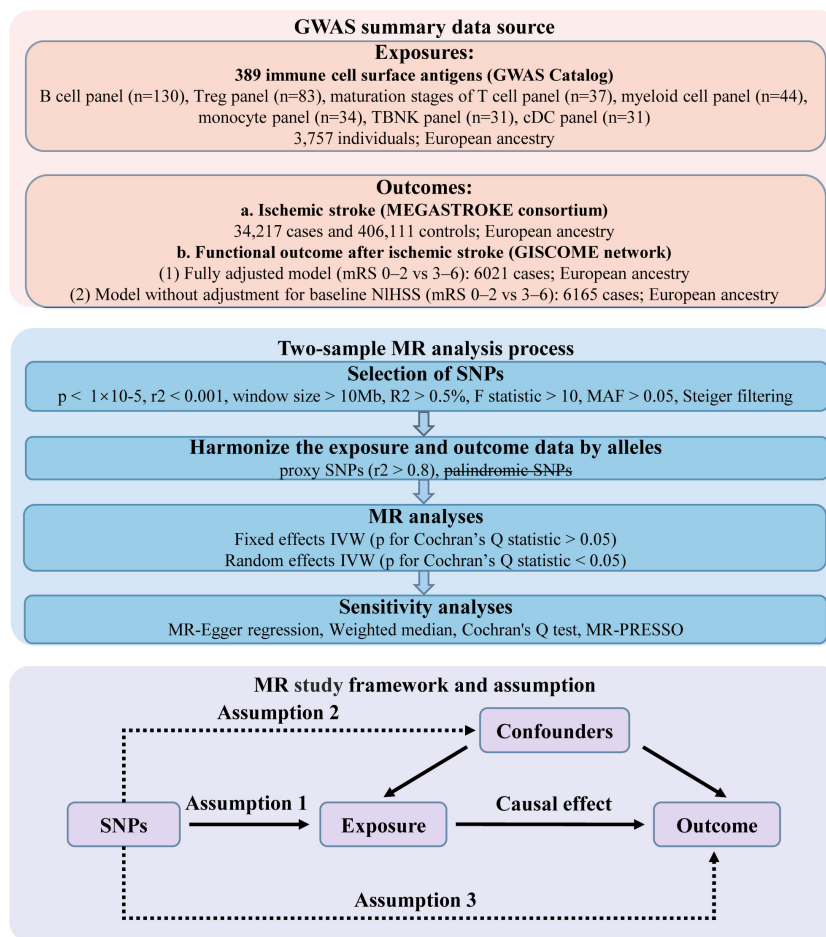 GWAS summary data source
Exposures:
389 immune cell surface antigens (GWAS Catalog)
B cell panel (n=130), Treg panel (n=83), maturation stages of T cell panel (n=37), myeloid cell panel (n=44),
monocyte panel (n=34), TBNK panel (n=31), cDC panel (n=31)
3,757 individuals; European ancestry
Outcomes:
a. Ischemic stroke (MEGASTROKE consortium)
34,217 cases and 406,111 controls; European ancestry
b. Functional outcome after ischemic stroke (GISCOME network)
(1) Fully adjusted model (mRS 0–2 vs 3–6): 6021 cases; European ancestry
(2) Model without adjustment for baseline NlHSS (mRS 0–2 vs 3–6): 6165 cases; European ancestry
Two-sample MR analysis process
Selection of SNPs
p < 1×10-5, r2 < 0.001, window size > 10Mb, R2 > 0.5%, F statistic > 10, MAF > 0.05, Steiger filtering
Harmonize the exposure and outcome data by alleles
proxy SNPs (r2 > 0.8), palindromic SNPs
MR analyses
Fixed effects IVW (p for Cochran’s Q statistic > 0.05)
Random effects IVW (p for Cochran’s Q statistic < 0.05)
Sensitivity analyses
MR-Egger regression, Weighted median, Cochran's Q test, MR-PRESSO
MR study framework and assumption
Assumption 2
Confounders
Assumption 1
Causal effect
SNPs
Exposure
Outcome
Assumption 3